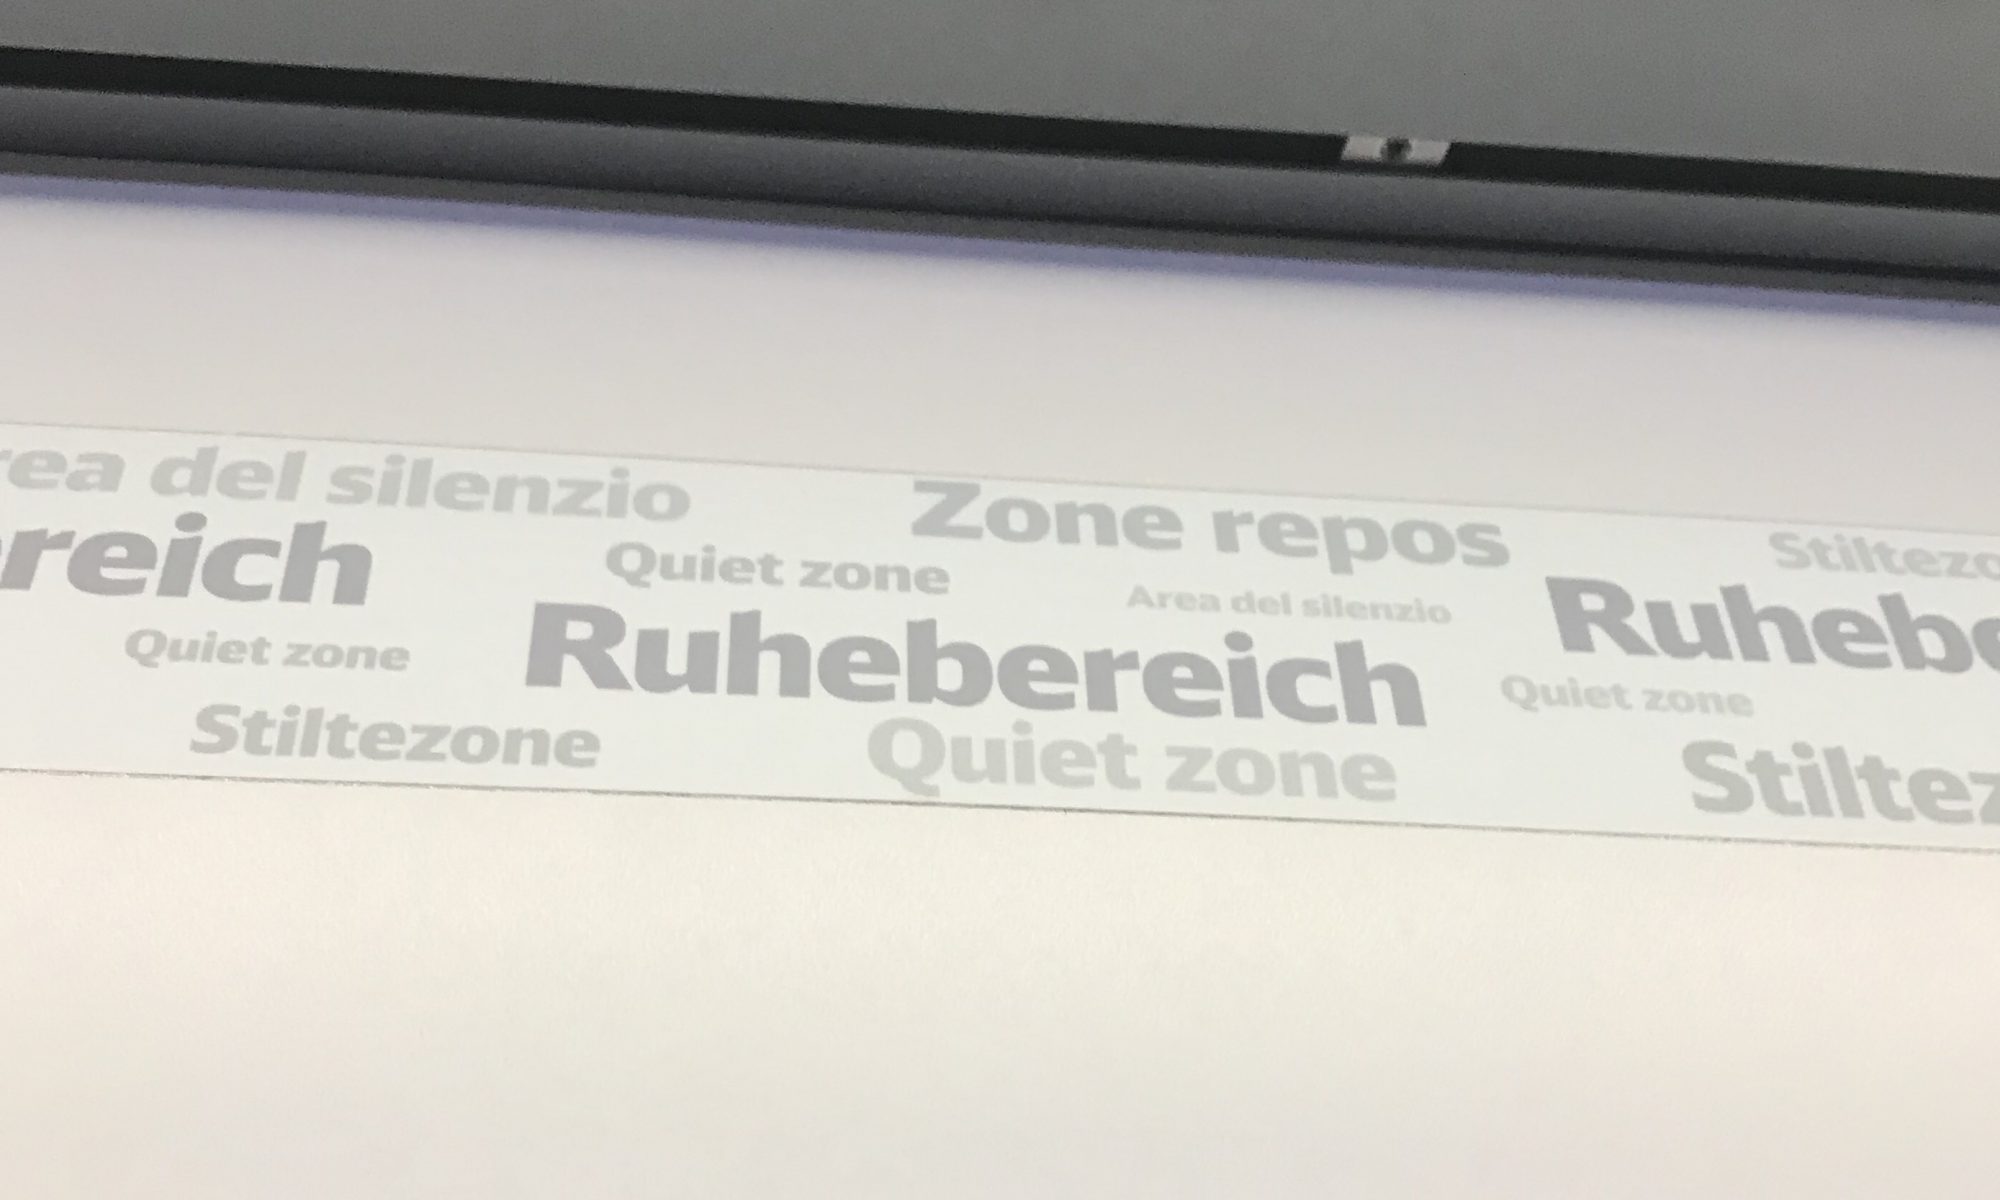 rea del silenzio
Zone repos
Stiltezo
reich
Quiet zone
Area del silenzio
Ruhebe
Quiet zone
Ruhebereich
Quiet zone
Stiltezone
Quiet zone
Stiltez